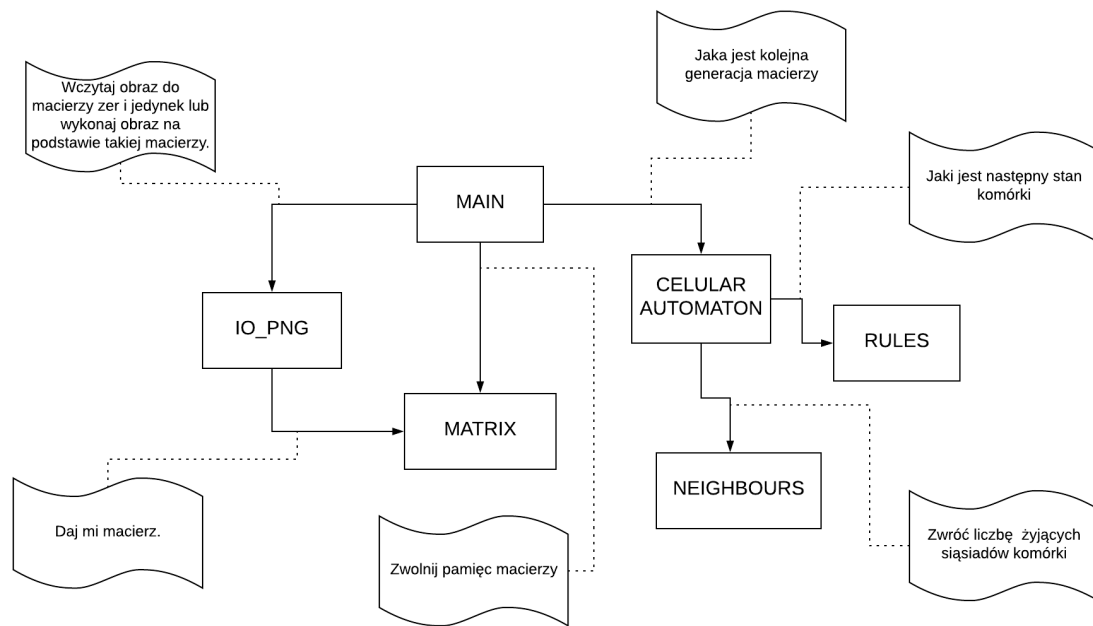 Jaka jest kolejna
generacja macierzy
Wczytaj obraz do
macierzy zer i jedynek lub
wykonaj obraz na
podstawie takiej macierzy.
Jaki jest następny stan
komórki
MAIN
CELULAR
AUTOMATON
IO_PNG
RULES
MATRIX
NEIGHBOURS
Daj mi macierz.
Zwolnij pamięc macierzy
Zwróć liczbę żyjących
siąsiadów komórki